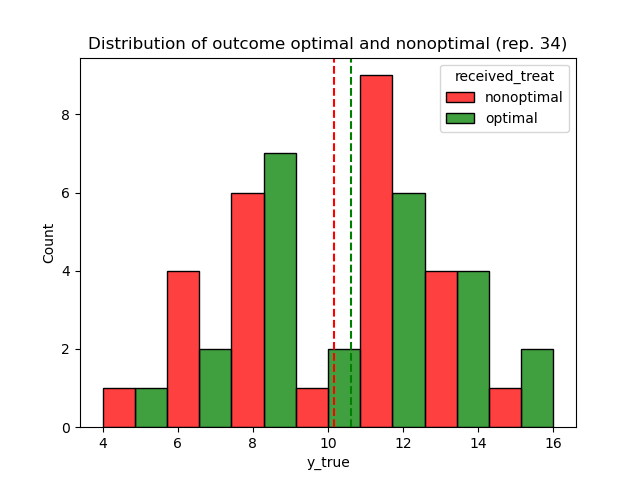 Distribution of outcome optimal and nonoptimal (rep. 34)
received_treat
nonoptimal
optimal
Count
8
6
4
2
0
4 6 8 10 12 14 16
y_true